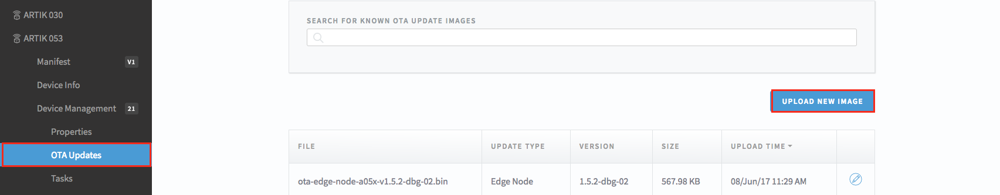 ARTIK 030
ARTIK 053
Manifest V1
Device Info
Device Management 21
Properties
OTA Updates
Tasks
SEARCH FOR KNOWN OTA UPDATE IMAGES
UPLOAD NEW IMAGE
FILE UPDATE TYPE VERSION SIZE UPLOAD TIME
ota-edge-node-a05x-v1.5.2-dbg-02.bin Edge Node 1.5.2-dbg-02 567.98 KB 08/Jun/17 11:29 AM